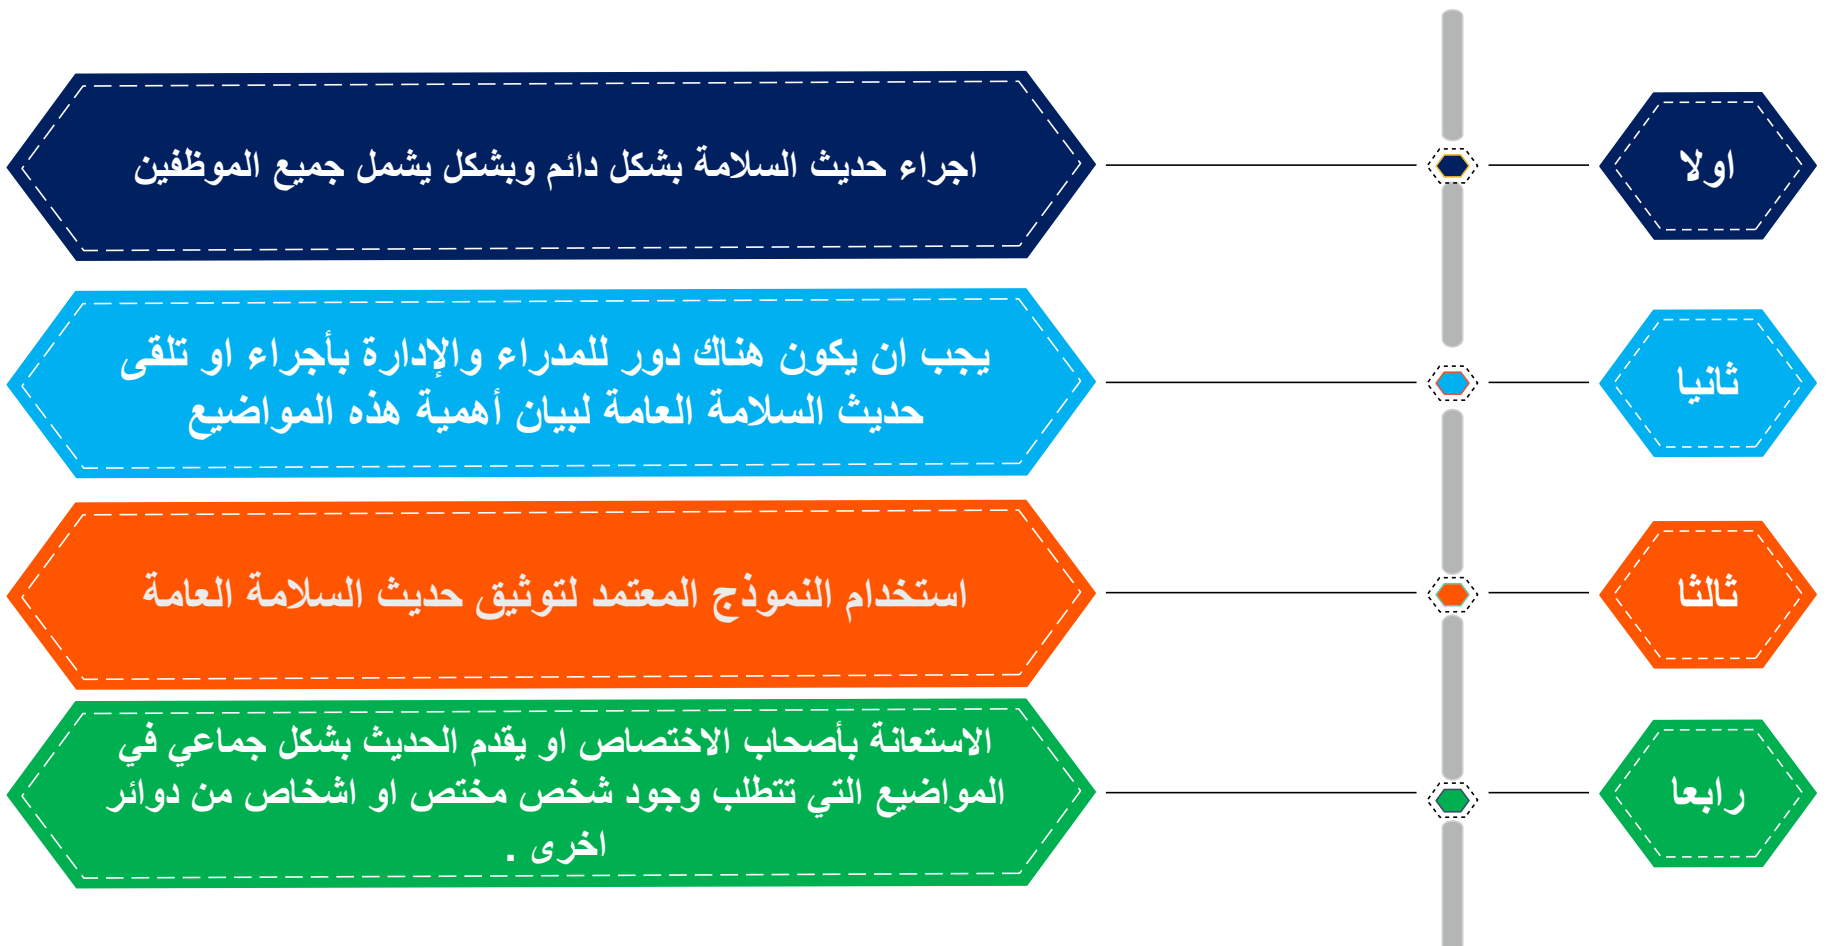 اولا
اجراء حديث السلامة بشكل دائم وبشكل يشمل جميع الموظفين
ثانيا
يجب ان يكون هناك دور للمدراء والإدارة بأجراء او تلقى
حديث السلامة العامة لبيان أهمية هذه المواضيع
ثالثا
استخدام النموذج المعتمد لتوثيق حديث السلامة العامة
رابعا
الاستعانة بأصحاب الاختصاص او يقدم الحديث بشكل جماعي في
المواضيع التي تتطلب وجود شخص مختص او اشخاص من دوائر
اخرى .